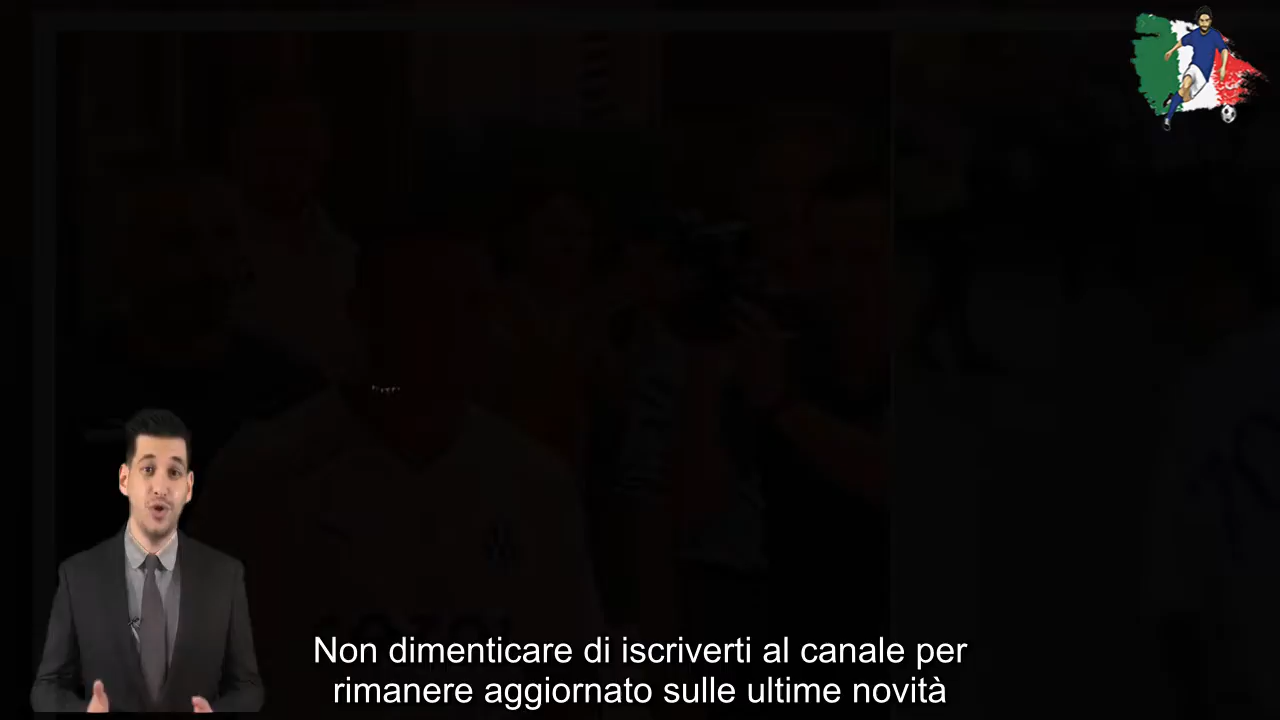 Non dimenticare di iscriverti al canale per
rimanere aggiornato sulle ultime novità